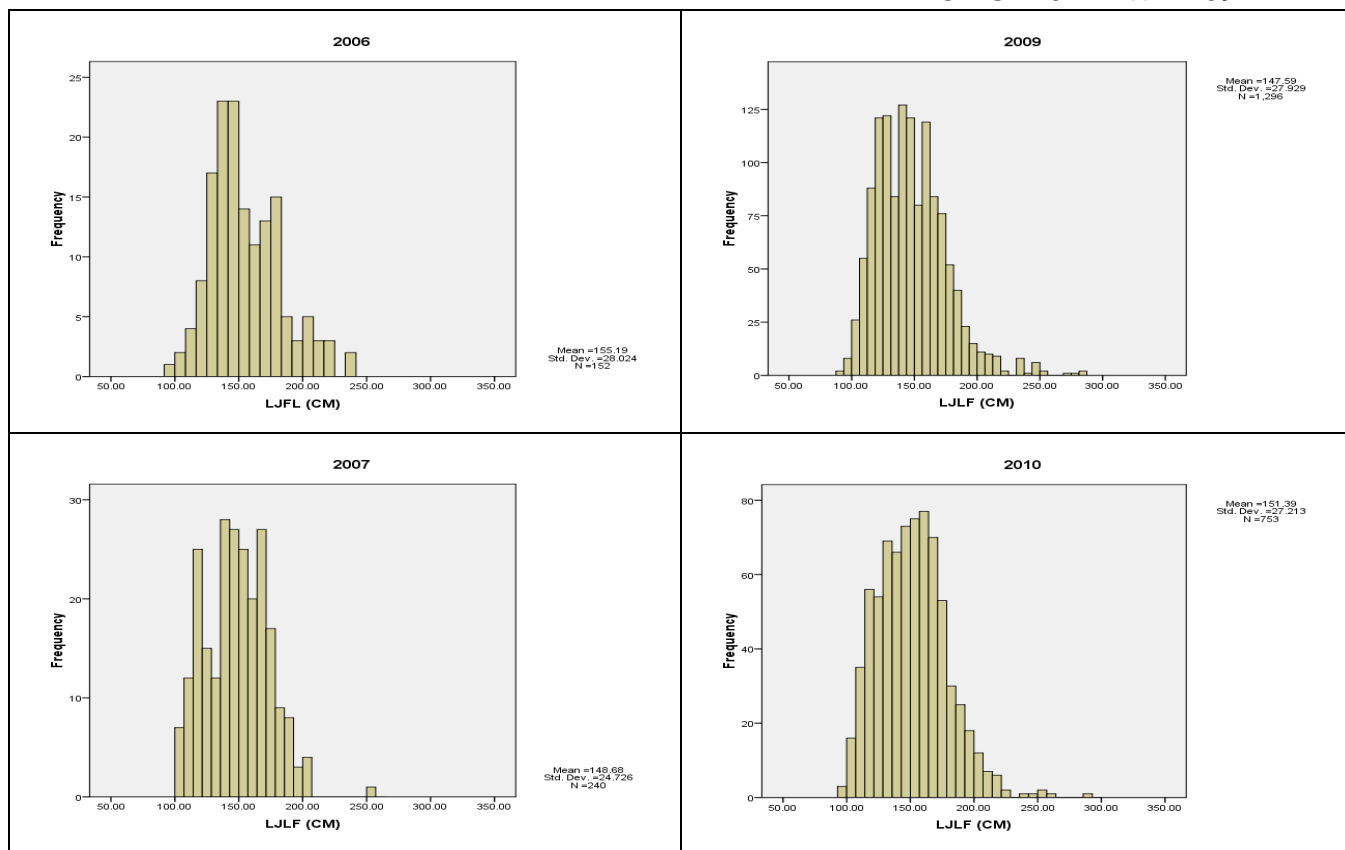 2006
25
20
15
10
5
0
Frequency
50.00 100.00 150.00 200.00 250.00 300.00 350.00
LJFL (CM)
Mean =155.19
Std. Dev. =28.024
N =152
2009
125
100
75
50
25
0
Frequency
50.00 100.00 150.00 200.00 250.00 300.00 350.00
LJLF (CM)
Mean =147.59
Std. Dev. =27.929
N =1,296
2007
30
20
10
0
Frequency
50.00 100.00 150.00 200.00 250.00 300.00 350.00
LJLF (CM)
Mean =148.68
Std. Dev. =24.726
N =240
2010
80
60
40
20
0
Frequency
50.00 100.00 150.00 200.00 250.00 300.00 350.00
LJLF (CM)
Mean =151.39
Std. Dev. =27.213
N =753